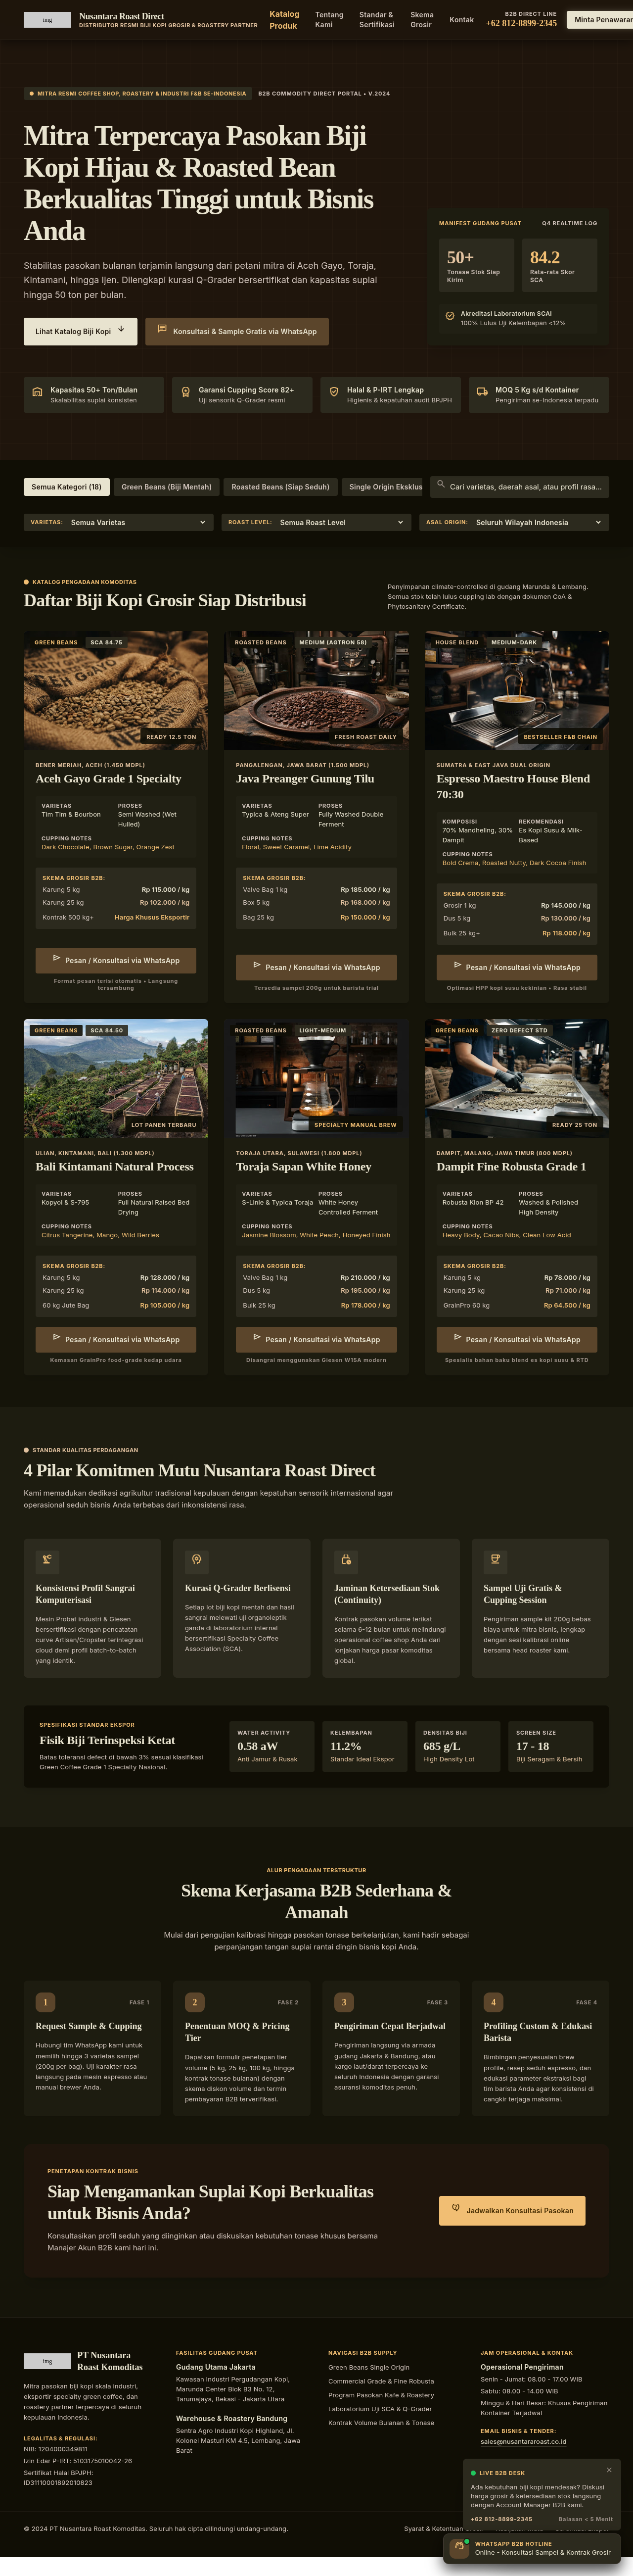 img
Nusantara Roast Direct
DISTRIBUTOR RESMI BIJI KOPI GROSIR & ROASTERY PARTNER
Katalog
Produk
Tentang
Kami
Standar &
Sertifikasi
Skema
Grosir
Kontak
B2B DIRECT LINE
+62 812-8899-2345
Minta Penawaran
MITRA RESMI COFFEE SHOP, ROASTERY & INDUSTRI F&B SE-INDONESIA
B2B COMMODITY DIRECT PORTAL • V.2024
Mitra Terpercaya Pasokan Biji
Kopi Hijau & Roasted Bean
Berkualitas Tinggi untuk Bisnis
Anda
Stabilitas pasokan bulanan terjamin langsung dari petani mitra di Aceh Gayo, Toraja,
Kintamani, hingga Ijen. Dilengkapi kurasi Q-Grader bersertifikat dan kapasitas suplai
hingga 50 ton per bulan.
Lihat Katalog Biji Kopi
Konsultasi & Sample Gratis via WhatsApp
MANIFEST GUDANG PUSAT
Q4 REALTIME LOG
50+
Tonase Stok Siap
Kirim
84.2
Rata-rata Skor
SCA
Akreditasi Laboratorium SCAI
100% Lulus Uji Kelembapan <12%
Kapasitas 50+ Ton/Bulan
Skalabilitas suplai konsisten
Garansi Cupping Score 82+
Uji sensorik Q-Grader resmi
Halal & P-IRT Lengkap
Higienis & kepatuhan audit BPJPH
MOQ 5 Kg s/d Kontainer
Pengiriman se-Indonesia terpadu
Semua Kategori (18)
Green Beans (Biji Mentah)
Roasted Beans (Siap Seduh)
Single Origin Eksklus
Cari varietas, daerah asal, atau profil rasa...
VARIETAS:
Semua Varietas
ROAST LEVEL:
Semua Roast Level
ASAL ORIGIN:
Seluruh Wilayah Indonesia
KATALOG PENGADAAN KOMODITAS
Daftar Biji Kopi Grosir Siap Distribusi
Penyimpanan climate-controlled di gudang Marunda & Lembang.
Semua stok telah lulus cupping lab dengan dokumen CoA &
Phytosanitary Certificate.
GREEN BEANS
SCA 84.75
READY 12.5 TON
BENER MERIAH, ACEH (1.450 MDPL)
Aceh Gayo Grade 1 Specialty
VARIETAS
Tim Tim & Bourbon
PROSES
Semi Washed (Wet
Hulled)
CUPPING NOTES
Dark Chocolate, Brown Sugar, Orange Zest
SKEMA GROSIR B2B:
Karung 5 kg
Rp 115.000 / kg
Karung 25 kg
Rp 102.000 / kg
Kontrak 500 kg+
Harga Khusus Eksportir
Pesan / Konsultasi via WhatsApp
Format pesan terisi otomatis • Langsung
tersambung
ROASTED BEANS
MEDIUM (AGTRON 58)
FRESH ROAST DAILY
PANGALENGAN, JAWA BARAT (1.500 MDPL)
Java Preanger Gunung Tilu
VARIETAS
Typica & Ateng Super
PROSES
Fully Washed Double
Ferment
CUPPING NOTES
Floral, Sweet Caramel, Lime Acidity
SKEMA GROSIR B2B:
Valve Bag 1 kg
Rp 185.000 / kg
Box 5 kg
Rp 168.000 / kg
Bag 25 kg
Rp 150.000 / kg
Pesan / Konsultasi via WhatsApp
Tersedia sampel 200g untuk barista trial
HOUSE BLEND
MEDIUM-DARK
BESTSELLER F&B CHAIN
SUMATRA & EAST JAVA DUAL ORIGIN
Espresso Maestro House Blend
70:30
KOMPOSISI
70% Mandheling, 30%
Dampit
REKOMENDASI
Es Kopi Susu & Milk-
Based
CUPPING NOTES
Bold Crema, Roasted Nutty, Dark Cocoa Finish
SKEMA GROSIR B2B:
Grosir 1 kg
Rp 145.000 / kg
Dus 5 kg
Rp 130.000 / kg
Bulk 25 kg+
Rp 118.000 / kg
Pesan / Konsultasi via WhatsApp
Optimasi HPP kopi susu kekinian • Rasa stabil
GREEN BEANS
SCA 84.50
LOT PANEN TERBARU
ULIAN, KINTAMANI, BALI (1.300 MDPL)
Bali Kintamani Natural Process
VARIETAS
Kopyol & S-795
PROSES
Full Natural Raised Bed
Drying
CUPPING NOTES
Citrus Tangerine, Mango, Wild Berries
SKEMA GROSIR B2B:
Karung 5 kg
Rp 128.000 / kg
Karung 25 kg
Rp 114.000 / kg
60 kg Jute Bag
Rp 105.000 / kg
Pesan / Konsultasi via WhatsApp
Kemasan GrainPro food-grade kedap udara
ROASTED BEANS
LIGHT-MEDIUM
SPECIALTY MANUAL BREW
TORAJA UTARA, SULAWESI (1.800 MDPL)
Toraja Sapan White Honey
VARIETAS
S-Linie & Typica Toraja
PROSES
White Honey
Controlled Ferment
CUPPING NOTES
Jasmine Blossom, White Peach, Honeyed Finish
SKEMA GROSIR B2B:
Valve Bag 1 kg
Rp 210.000 / kg
Dus 5 kg
Rp 195.000 / kg
Bulk 25 kg
Rp 178.000 / kg
Pesan / Konsultasi via WhatsApp
Disangrai menggunakan Giesen W15A modern
GREEN BEANS
ZERO DEFECT STD
READY 25 TON
DAMPIT, MALANG, JAWA TIMUR (800 MDPL)
Dampit Fine Robusta Grade 1
VARIETAS
Robusta Klon BP 42
PROSES
Washed & Polished
High Density
CUPPING NOTES
Heavy Body, Cacao Nibs, Clean Low Acid
SKEMA GROSIR B2B:
Karung 5 kg
Rp 78.000 / kg
Karung 25 kg
Rp 71.000 / kg
GrainPro 60 kg
Rp 64.500 / kg
Pesan / Konsultasi via WhatsApp
Spesialis bahan baku blend es kopi susu & RTD
STANDAR KUALITAS PERDAGANGAN
4 Pilar Komitmen Mutu Nusantara Roast Direct
Kami memadukan dedikasi agrikultur tradisional kepulauan dengan kepatuhan sensorik internasional agar
operasional seduh bisnis Anda terbebas dari inkonsistensi rasa.
Konsistensi Profil Sangrai
Komputerisasi
Mesin Probat Industri & Giesen
bersertifikasi dengan pencatatan
curve Artisan/Cropster terintegrasi
cloud demi profil batch-to-batch
yang identik.
Kurasi Q-Grader Berlisensi
Setiap lot biji kopi mentah dan hasil
sangrai melewati uji organoleptik
ganda di laboratorium internal
bersertifikasi Specialty Coffee
Association (SCA).
Jaminan Ketersediaan Stok
(Continuity)
Kontrak pasokan volume terikat
selama 6-12 bulan untuk melindungi
operasional coffee shop Anda dari
lonjakan harga pasar komoditas
global.
Sampel Uji Gratis &
Cupping Session
Pengiriman sample kit 200g bebas
biaya untuk mitra bisnis, lengkap
dengan sesi kalibrasi online
bersama head roaster kami.
SPESIFIKASI STANDAR EKSPOR
Fisik Biji Terinspeksi Ketat
Batas toleransi defect di bawah 3% sesuai klasifikasi
Green Coffee Grade 1 Specialty Nasional.
WATER ACTIVITY
0.58 aW
Anti Jamur & Rusak
KELEMBAPAN
11.2%
Standar Ideal Ekspor
DENSITAS BIJI
685 g/L
High Density Lot
SCREEN SIZE
17 - 18
Biji Seragam & Bersih
ALUR PENGADAAN TERSTRUKTUR
Skema Kerjasama B2B Sederhana &
Amanah
Mulai dari pengujian kalibrasi hingga pasokan tonase berkelanjutan, kami hadir sebagai
perpanjangan tangan suplai rantai dingin bisnis kopi Anda.
1
FASE 1
Request Sample & Cupping
Hubungi tim WhatsApp kami untuk
memilih hingga 3 varietas sampel
(200g per bag). Uji karakter rasa
langsung pada mesin espresso atau
manual brewer Anda.
2
FASE 2
Penentuan MOQ & Pricing
Tier
Dapatkan formulir penetapan tier
volume (5 kg, 25 kg, 100 kg, hingga
kontrak tonase bulanan) dengan
skema diskon volume dan termin
pembayaran B2B terverifikasi.
3
FASE 3
Pengiriman Cepat Berjadwal
Pengiriman langsung via armada
gudang Jakarta & Bandung, atau
kargo laut/darat terpercaya ke
seluruh Indonesia dengan garansi
asuransi komoditas penuh.
4
FASE 4
Profiling Custom & Edukasi
Barista
Bimbingan penyesuaian brew
profile, resep seduh espresso, dan
edukasi parameter ekstraksi bagi
tim barista Anda agar konsistensi di
cangkir terjaga maksimal.
PENETAPAN KONTRAK BISNIS
Siap Mengamankan Suplai Kopi Berkualitas
untuk Bisnis Anda?
Konsultasikan profil seduh yang diinginkan atau diskusikan kebutuhan tonase khusus bersama
Manajer Akun B2B kami hari ini.
Jadwalkan Konsultasi Pasokan
img
PT Nusantara
Roast Komoditas
Mitra pasokan biji kopi skala industri,
eksportir specialty green coffee, dan
roastery partner terpercaya di seluruh
kepulauan Indonesia.
LEGALITAS & REGULASI:
NIB: 1204000349811
Izin Edar P-IRT: 5103175010042-26
Sertifikat Halal BPJPH:
ID31110001892010823
FASILITAS GUDANG PUSAT
Gudang Utama Jakarta
Kawasan Industri Pergudangan Kopi,
Marunda Center Blok B3 No. 12,
Tarumajaya, Bekasi - Jakarta Utara
Warehouse & Roastery Bandung
Sentra Agro Industri Kopi Highland, Jl.
Kolonel Masturi KM 4.5, Lembang, Jawa
Barat
NAVIGASI B2B SUPPLY
Green Beans Single Origin
Commercial Grade & Fine Robusta
Program Pasokan Kafe & Roastery
Laboratorium Uji SCA & Q-Grader
Kontrak Volume Bulanan & Tonase
JAM OPERASIONAL & KONTAK
Operasional Pengiriman
Senin - Jumat: 08.00 - 17.00 WIB
Sabtu: 08.00 - 14.00 WIB
Minggu & Hari Besar: Khusus Pengiriman
Kontainer Terjadwal
EMAIL BISNIS & TENDER:
sales@nusantararoast.co.id
© 2024 PT Nusantara Roast Komoditas. Seluruh hak cipta dilindungi undang-undang.
Syarat & Ketentuan
LIVE B2B DESK
Ada kebutuhan biji kopi mendesak? Diskusi
harga grosir & ketersediaan stok langsung
dengan Account Manager B2B kami.
+62 812-8899-2345
Balasan < 5 Menit
WHATSAPP B2B HOTLINE
Online - Konsultasi Sampel & Kontrak Grosir